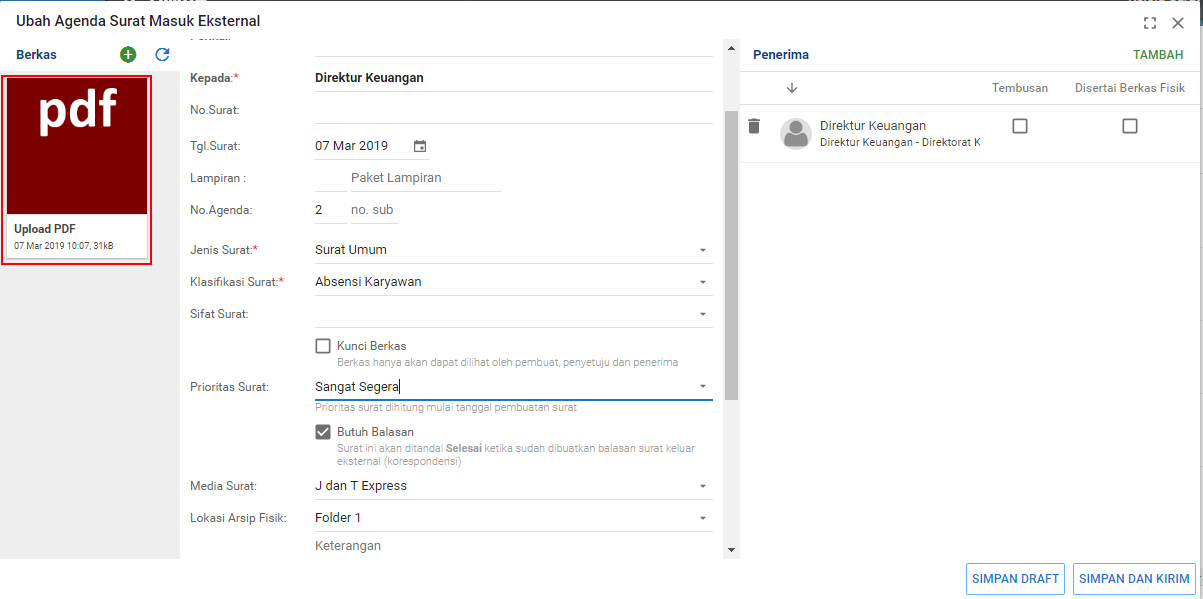 Ubah Agenda Surat Masuk Eksternal
Berkas
pdf
Upload PDF
07 Mar 2019 10:07, 31kB
Kepada:*
Direktur Keuangan
No.Surat:
Tgl.Surat:
07 Mar 2019
Lampiran :
Paket Lampiran
No.Agenda:
2
no. sub
Jenis Surat:*
Surat Umum
Klasifikasi Surat:*
Absensi Karyawan
Sifat Surat:
Kunci Berkas
Berkas hanya akan dapat dilihat oleh pembuat, penyetuju dan penerima
Prioritas Surat:
Sangat Segera
Prioritas surat dihitung mulai tanggal pembuatan surat
Butuh Balasan
Surat ini akan ditandai Selesai ketika sudah dibuatkan balasan surat keluar
eksternal (korespondensi)
Media Surat:
J dan T Express
Lokasi Arsip Fisik:
Folder 1
Keterangan
Penerima
TAMBAH
Tembusan
Disertai Berkas Fisik
Direktur Keuangan
Direktur Keuangan - Direktorat K
SIMPAN DRAFT
SIMPAN DAN KIRIM